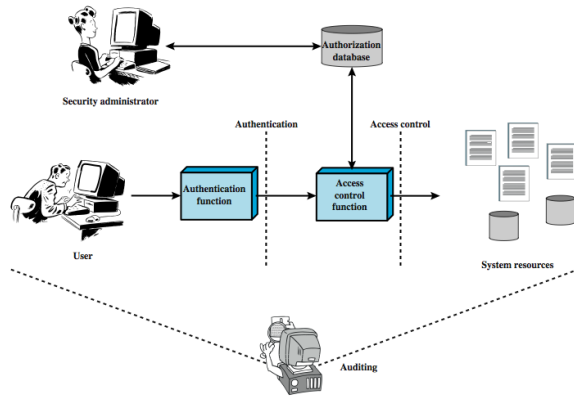 Authorization
database
Security administrator
Authentication
Access control
Authentication
function
Access
control
function
User
System resources
Auditing